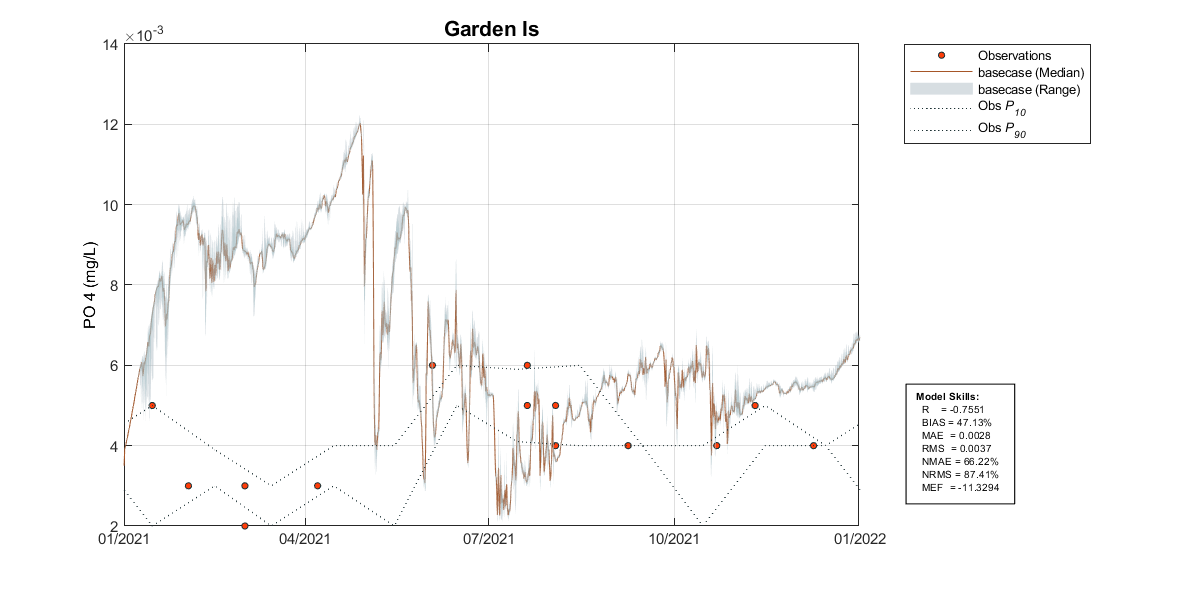 Garden Is
×10-3
14
12
10
8
6
4
2
PO 4 (mg/L)
01/2021
04/2021
07/2021
10/2021
01/2022
Observations
basecase (Median)
basecase (Range)
Obs P10
Obs P90
Model Skills:
R = -0.7551
BIAS = 47.13%
MAE = 0.0028
RMS = 0.0037
NMAE = 66.22%
NRMS = 87.41%
MEF = -11.3294